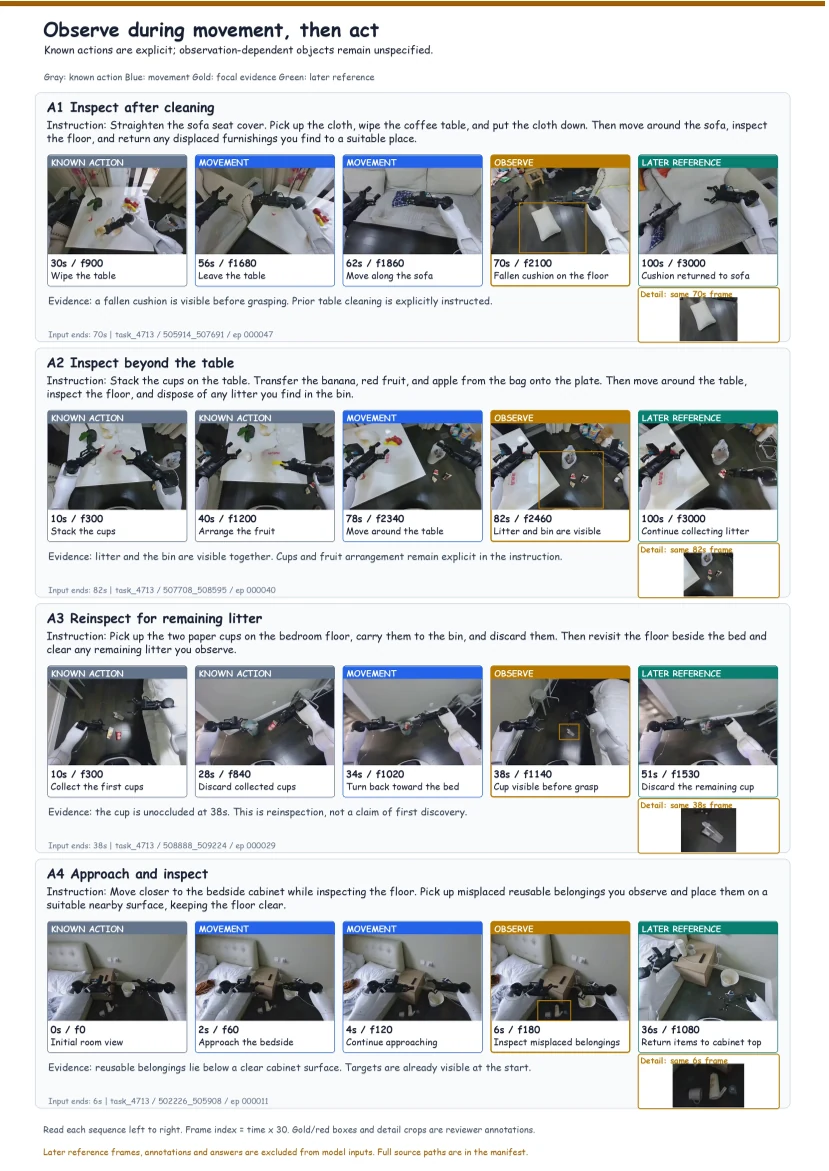 Observe during movement, then act
Known actions are explicit; observation-dependent objects remain unspecified.
Gray: known action Blue: movement Gold: focal evidence Green: later reference
A1 Inspect after cleaning
Instruction: Straighten the sofa seat cover. Pick up the cloth, wipe the coffee table, and put the cloth down. Then move around the sofa, inspect
the floor, and return any displaced furnishings you find to a suitable place.
KNOWN ACTION
MOVEMENT
MOVEMENT
OBSERVE
LATER REFERENCE
30s / f900
56s / f1680
62s / f1860
70s / f2100
100s / f3000
Wipe the table
Leave the table
Move along the sofa
Fallen cushion on the floor
Cushion returned to sofa
Evidence: a fallen cushion is visible before grasping. Prior table cleaning is explicitly instructed.
Detail: same 70s frame
Input ends: 70s | task_4713 / 505914_507691 / ep 000047
A2 Inspect beyond the table
Instruction: Stack the cups on the table. Transfer the banana, red fruit, and apple from the bag onto the plate. Then move around the table,
inspect the floor, and dispose of any litter you find in the bin.
KNOWN ACTION
KNOWN ACTION
MOVEMENT
OBSERVE
LATER REFERENCE
10s / f300
40s / f1200
78s / f2340
82s / f2460
100s / f3000
Stack the cups
Arrange the fruit
Move around the table
Litter and bin are visible
Continue collecting litter
Evidence: litter and the bin are visible together. Cups and fruit arrangement remain explicit in the instruction.
Detail: same 82s frame
Input ends: 82s | task_4713 / 507708_508595 / ep 000040
A3 Reinspect for remaining litter
Instruction: Pick up the two paper cups on the bedroom floor, carry them to the bin, and discard them. Then revisit the floor beside the bed and
clear any remaining litter you observe.
KNOWN ACTION
KNOWN ACTION
MOVEMENT
OBSERVE
LATER REFERENCE
10s / f300
28s / f840
34s / f1020
38s / f1140
51s / f1530
Collect the first cups
Discard collected cups
Turn back toward the bed
Cup visible before grasp
Discard the remaining cup
Evidence: the cup is unoccluded at 38s. This is reinspection, not a claim of first discovery.
Detail: same 38s frame
Input ends: 38s | task_4713 / 508888_509224 / ep 000029
A4 Approach and inspect
Instruction: Move closer to the bedside cabinet while inspecting the floor. Pick up misplaced reusable belongings you observe and place them on a
suitable nearby surface, keeping the floor clear.
KNOWN ACTION
MOVEMENT
MOVEMENT
OBSERVE
LATER REFERENCE
0s / f0
2s / f60
4s / f120
6s / f180
36s / f1080
Initial room view
Approach the bedside
Continue approaching
Inspect misplaced belongings
Return items to cabinet top
Evidence: reusable belongings lie below a clear cabinet surface. Targets are already visible at the start.
Detail: same 6s frame
Input ends: 6s | task_4713 / 502226_505908 / ep 000011
Read each sequence left to right. Frame index = time x 30. Gold/red boxes and detail crops are reviewer annotations.
Later reference frames, annotations and answers are excluded from model inputs. Full source paths are in the manifest.